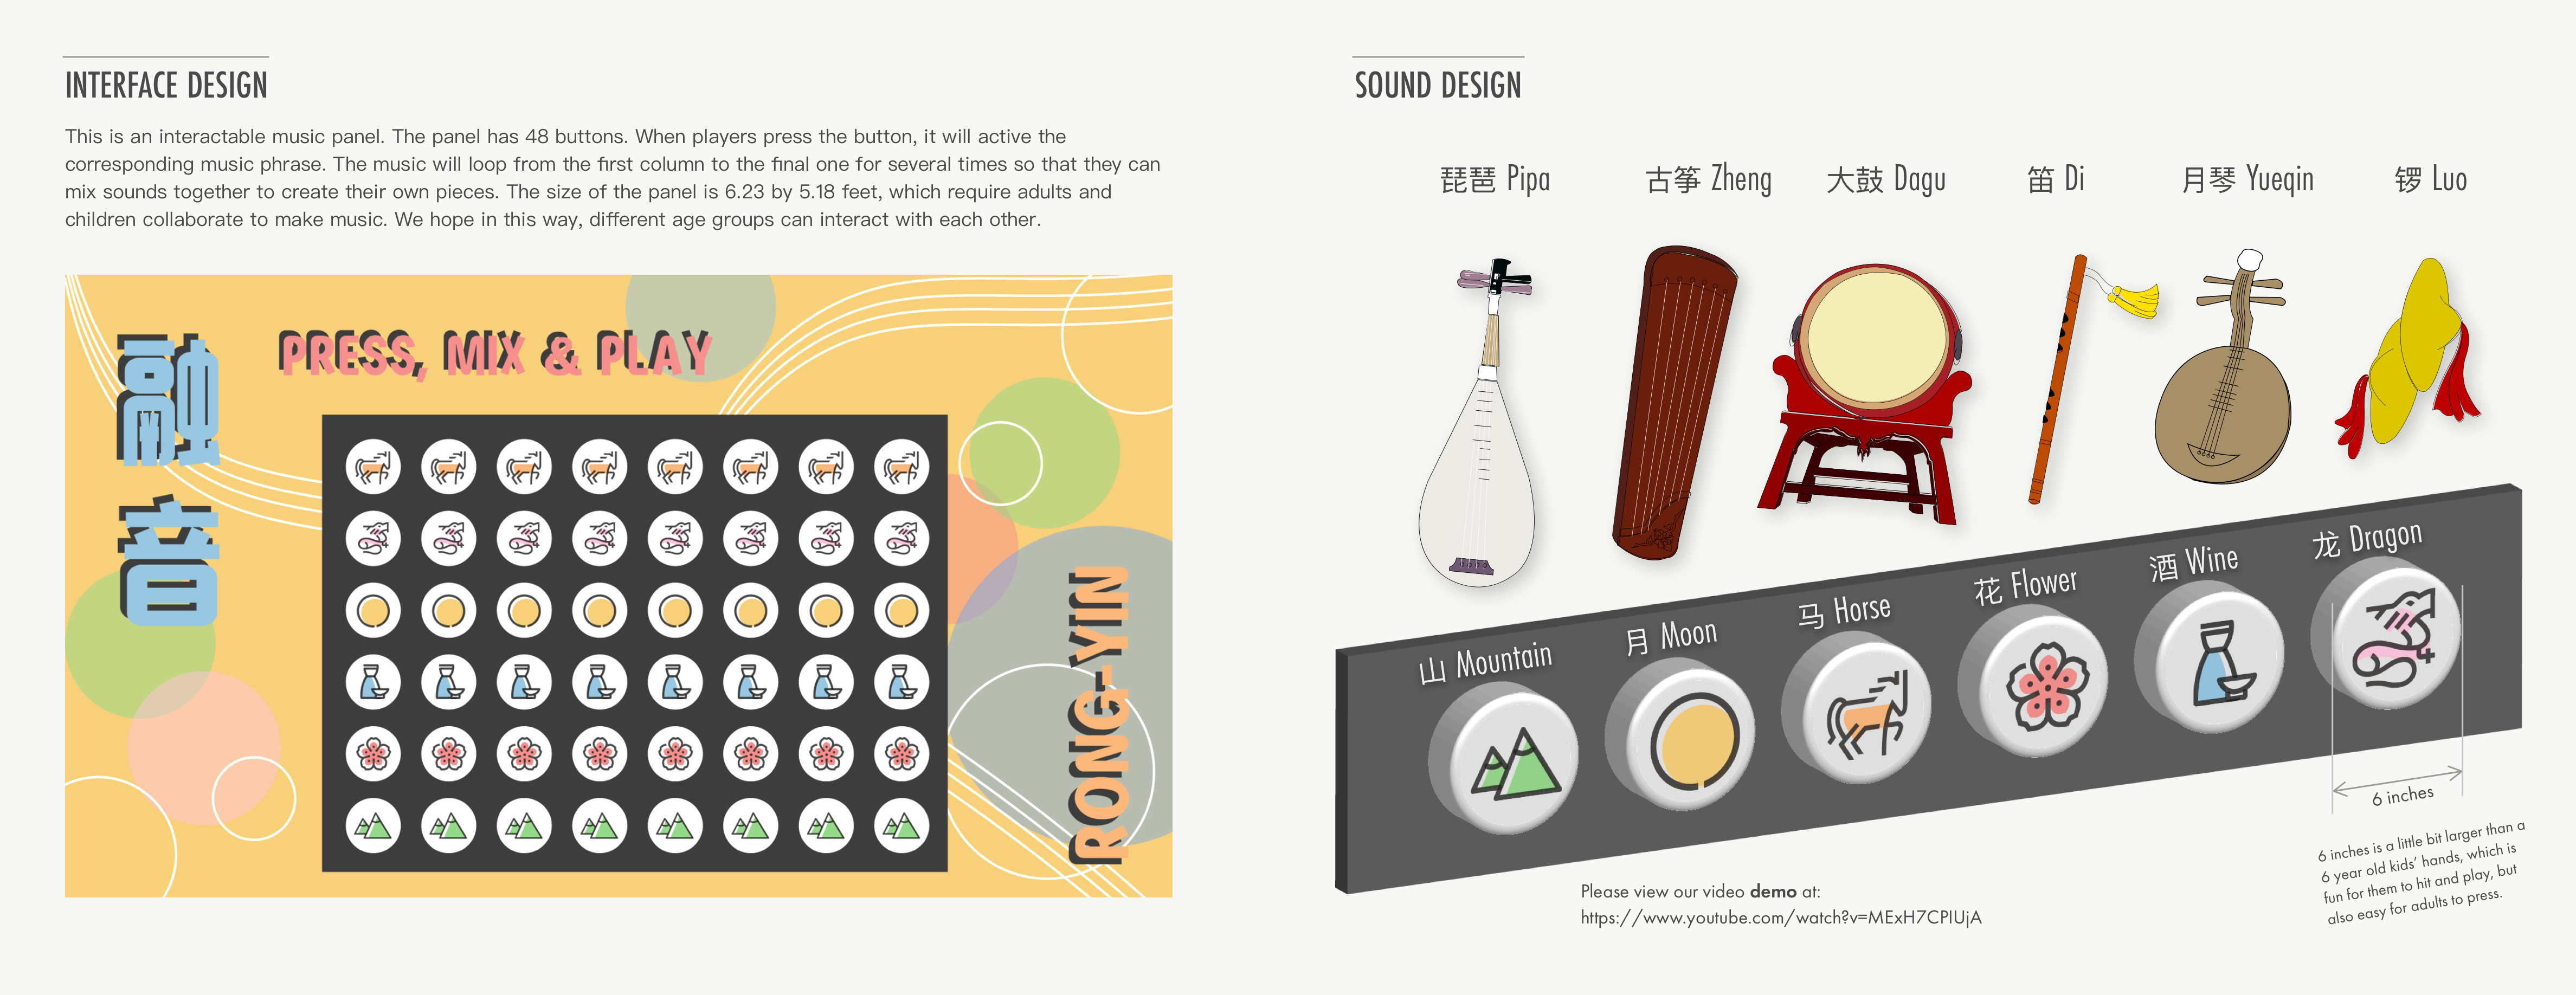 INTERFACE DESIGN
This is an interactable music panel. The panel has 48 buttons. When players press the button, it will active the
corresponding music phrase. The music will loop from the first column to the final one for several times so that they can
mix sounds together to create their own pieces. The size of the panel is 6.23 by 5.18 feet, which require adults and
children collaborate to make music. We hope in this way, different age groups can interact with each other.
PRESS, MIX & PLAY
音
RONG-YIN
SOUND DESIGN
琵琶 Pipa
古筝 Zheng
大鼓 Dagu
笛 Di
月琴 Yueqin
锣 Luo
山 Mountain
月 Moon
马 Horse
花 Flower
酒 Wine
龙 Dragon
6 inches
6 inches is a little bit larger than a
6 year old kids’ hands, which is
fun for them to hit and play, but
also easy for adults to press.
Please view our video demo at:
https://www.youtube.com/watch?v=MExH7CPIUjA